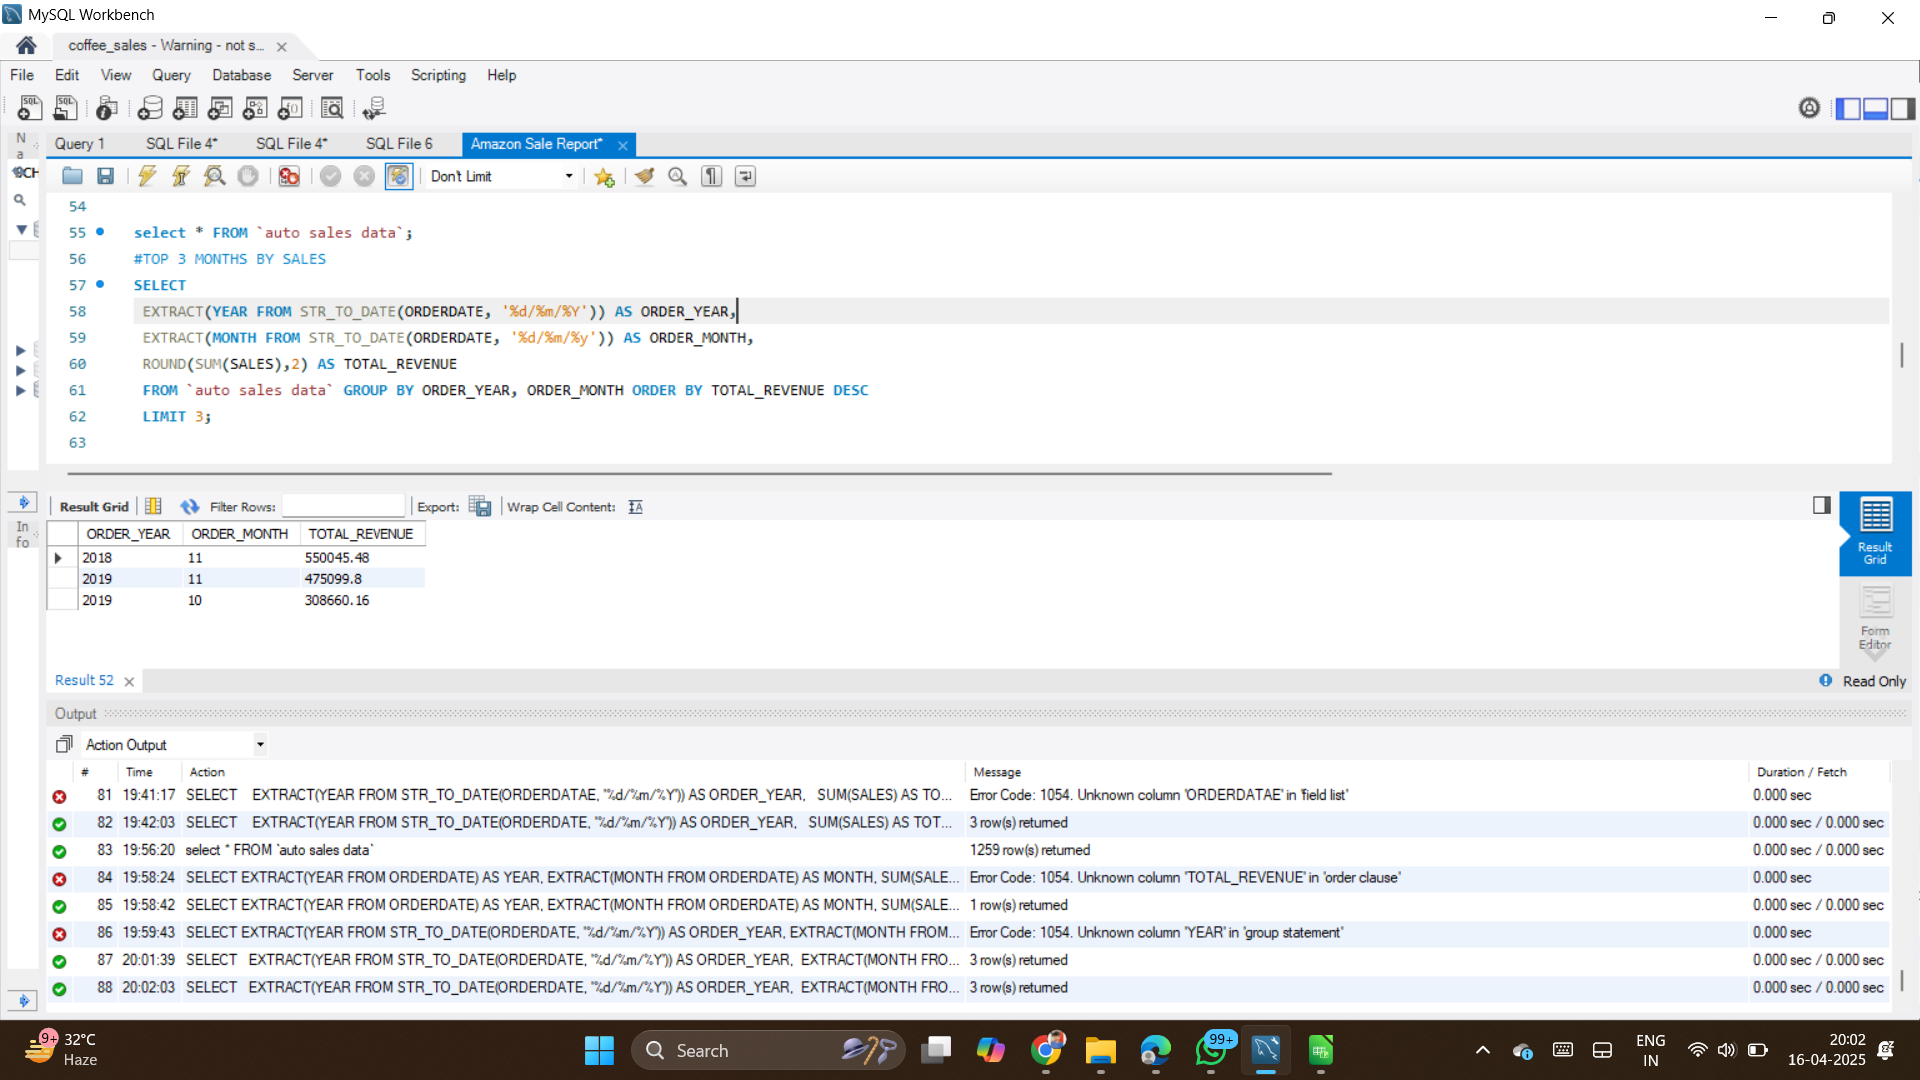 MySQL Workbench
coffee_sales - Warning - not s...
File Edit View Query Database Server Tools Scripting Help
Query 1 SQL File 4* SQL File 4* SQL File 6 Amazon Sale Report*
Don't Limit
54
55 select * FROM `auto sales data`;
56 #TOP 3 MONTHS BY SALES
57 SELECT
58 EXTRACT(YEAR FROM STR_TO_DATE(ORDERDATE, '%d/%m/%Y')) AS ORDER_YEAR,
59 EXTRACT(MONTH FROM STR_TO_DATE(ORDERDATE, '%d/%m/%y')) AS ORDER_MONTH,
60 ROUND(SUM(SALES),2) AS TOTAL_REVENUE
61 FROM `auto sales data` GROUP BY ORDER_YEAR, ORDER_MONTH ORDER BY TOTAL_REVENUE DESC
62 LIMIT 3;
63
Result Grid Filter Rows: Export: Wrap Cell Content:
ORDER_YEAR ORDER_MONTH TOTAL_REVENUE
2018 11 550045.48
2019 11 475099.8
2019 10 308660.16
Result Grid
Form Editor
Result 52
Read Only
Output
Action Output
# Time Action Message Duration / Fetch
81 19:41:17 SELECT EXTRACT(YEAR FROM STR_TO_DATE(ORDERDATAE, '%d/%m/%Y')) AS ORDER_YEAR, SUM(SALES) AS TO... Error Code: 1054. Unknown column 'ORDERDATAE' in 'field list' 0.000 sec
82 19:42:03 SELECT EXTRACT(YEAR FROM STR_TO_DATE(ORDERDATE, '%d/%m/%Y')) AS ORDER_YEAR, SUM(SALES) AS TOT... 3 row(s) returned 0.000 sec / 0.000 sec
83 19:56:20 select * FROM `auto sales data` 1259 row(s) returned 0.000 sec / 0.000 sec
84 19:58:24 SELECT EXTRACT(YEAR FROM ORDERDATE) AS YEAR, EXTRACT(MONTH FROM ORDERDATE) AS MONTH, SUM(SALE... Error Code: 1054. Unknown column 'TOTAL_REVENUE' in 'order clause' 0.000 sec
85 19:58:42 SELECT EXTRACT(YEAR FROM ORDERDATE) AS YEAR, EXTRACT(MONTH FROM ORDERDATE) AS MONTH, SUM(SALE... 1 row(s) returned 0.000 sec / 0.000 sec
86 19:59:43 SELECT EXTRACT(YEAR FROM STR_TO_DATE(ORDERDATE, '%d/%m/%Y')) AS ORDER_YEAR, EXTRACT(MONTH FROM... Error Code: 1054. Unknown column 'YEAR' in 'group statement' 0.000 sec
87 20:01:39 SELECT EXTRACT(YEAR FROM STR_TO_DATE(ORDERDATE, '%d/%m/%Y')) AS ORDER_YEAR, EXTRACT(MONTH FRO... 3 row(s) returned 0.000 sec / 0.000 sec
88 20:02:03 SELECT EXTRACT(YEAR FROM STR_TO_DATE(ORDERDATE, '%d/%m/%Y')) AS ORDER_YEAR, EXTRACT(MONTH FRO... 3 row(s) returned 0.000 sec / 0.000 sec
9+ 32°C
Haze
Search
99+
ENG
IN
20:02
16-04-2025